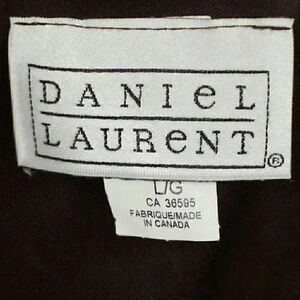 DANIeL
LAUReNT
®
L/G
CA 36595
FABRIQUE/MADE
IN CANADA